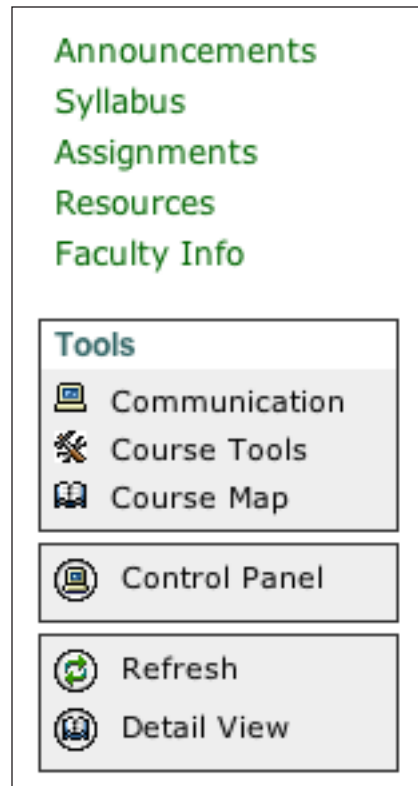 Announcements
Syllabus
Assignments
Resources
Faculty Info
Tools
Communication
Course Tools
Course Map
Control Panel
Refresh
Detail View